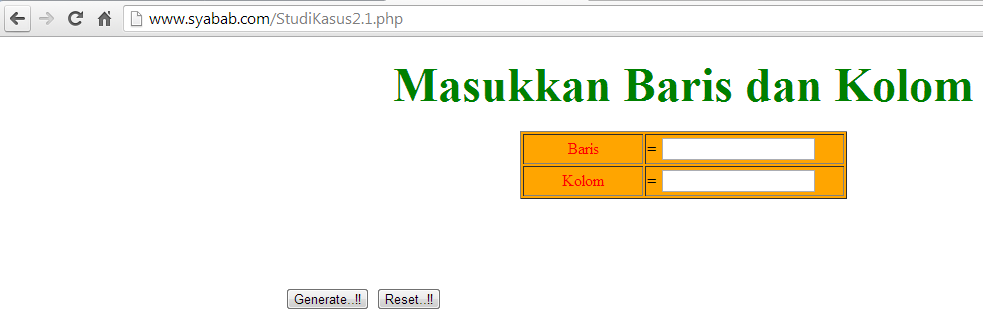 www.syabab.com/StudiKasus2.1.php
Masukkan Baris dan Kolom
Baris =
Kolom =
Generate..!! Reset..!!